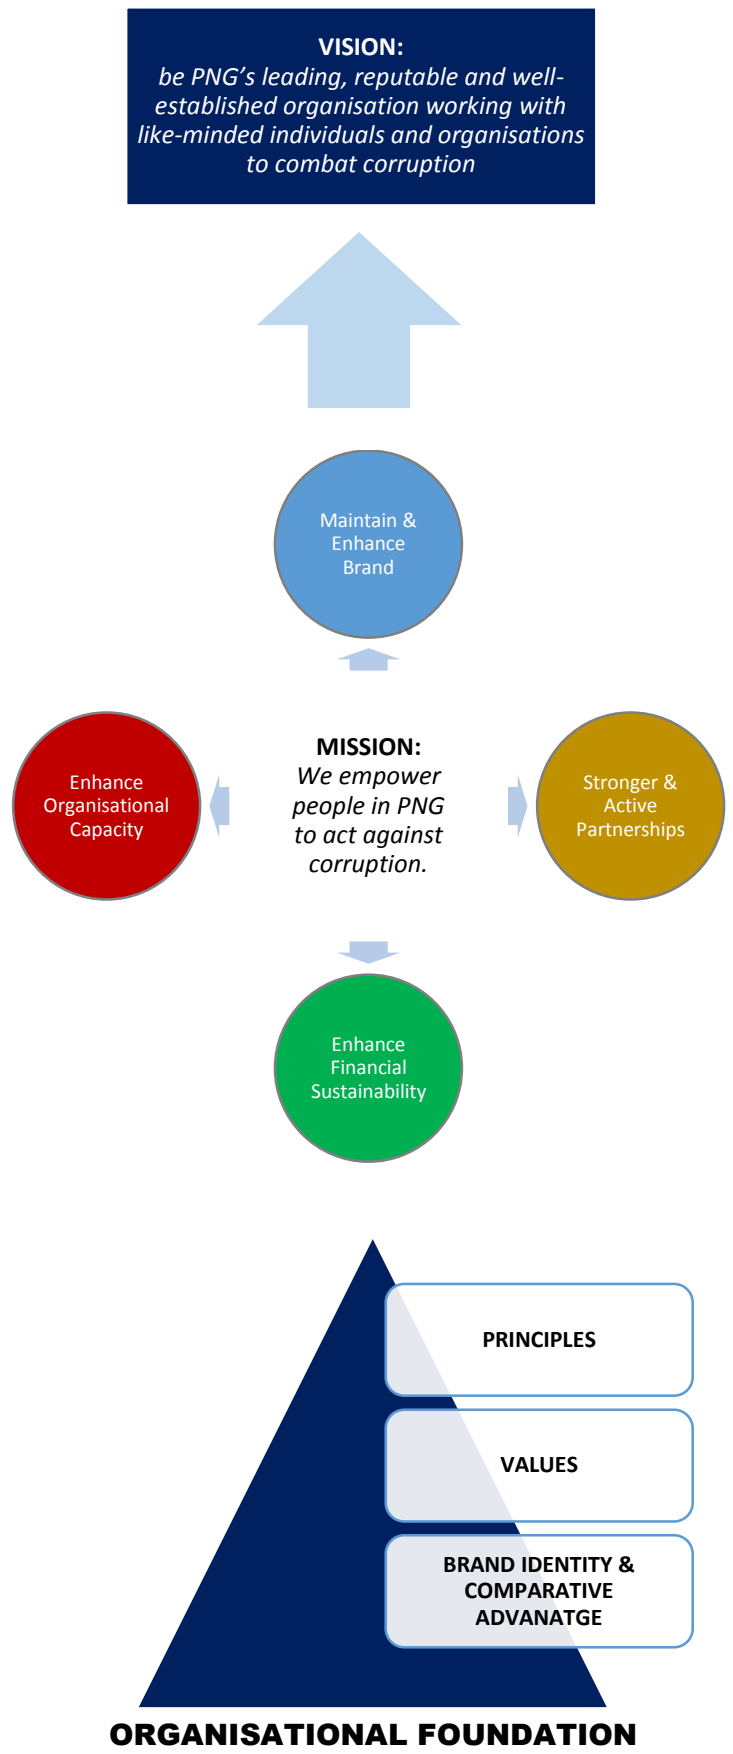 VISION:
be PNG’s leading, reputable and well-
established organisation working with
like-minded individuals and organisations
to combat corruption
Maintain &
Enhance
Brand
Enhance
Organisational
Capacity
MISSION:
We empower
people in PNG
to act against
corruption.
Stronger &
Active
Partnerships
Enhance
Financial
Sustainability
PRINCIPLES
VALUES
BRAND IDENTITY &
COMPARATIVE
ADVANATGE
ORGANISATIONAL FOUNDATION